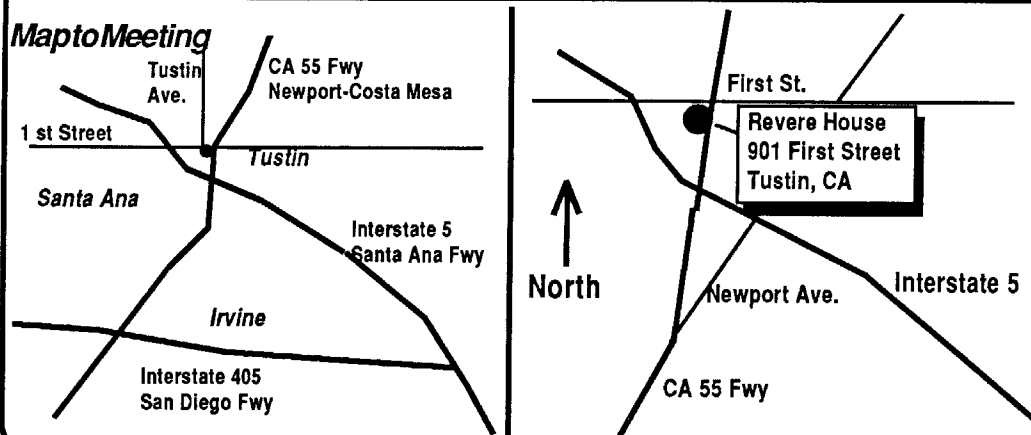 MaptoMeeting
Tustin
Ave.
CA 55 Fwy
Newport-Costa Mesa
1 st Street
Tustin
Santa Ana
Interstate 5
Santa Ana Fwy
Irvine
Interstate 405
San Diego Fwy
First St.
Revere House
901 First Street
Tustin, CA
North
Newport Ave.
Interstate 5
CA 55 Fwy